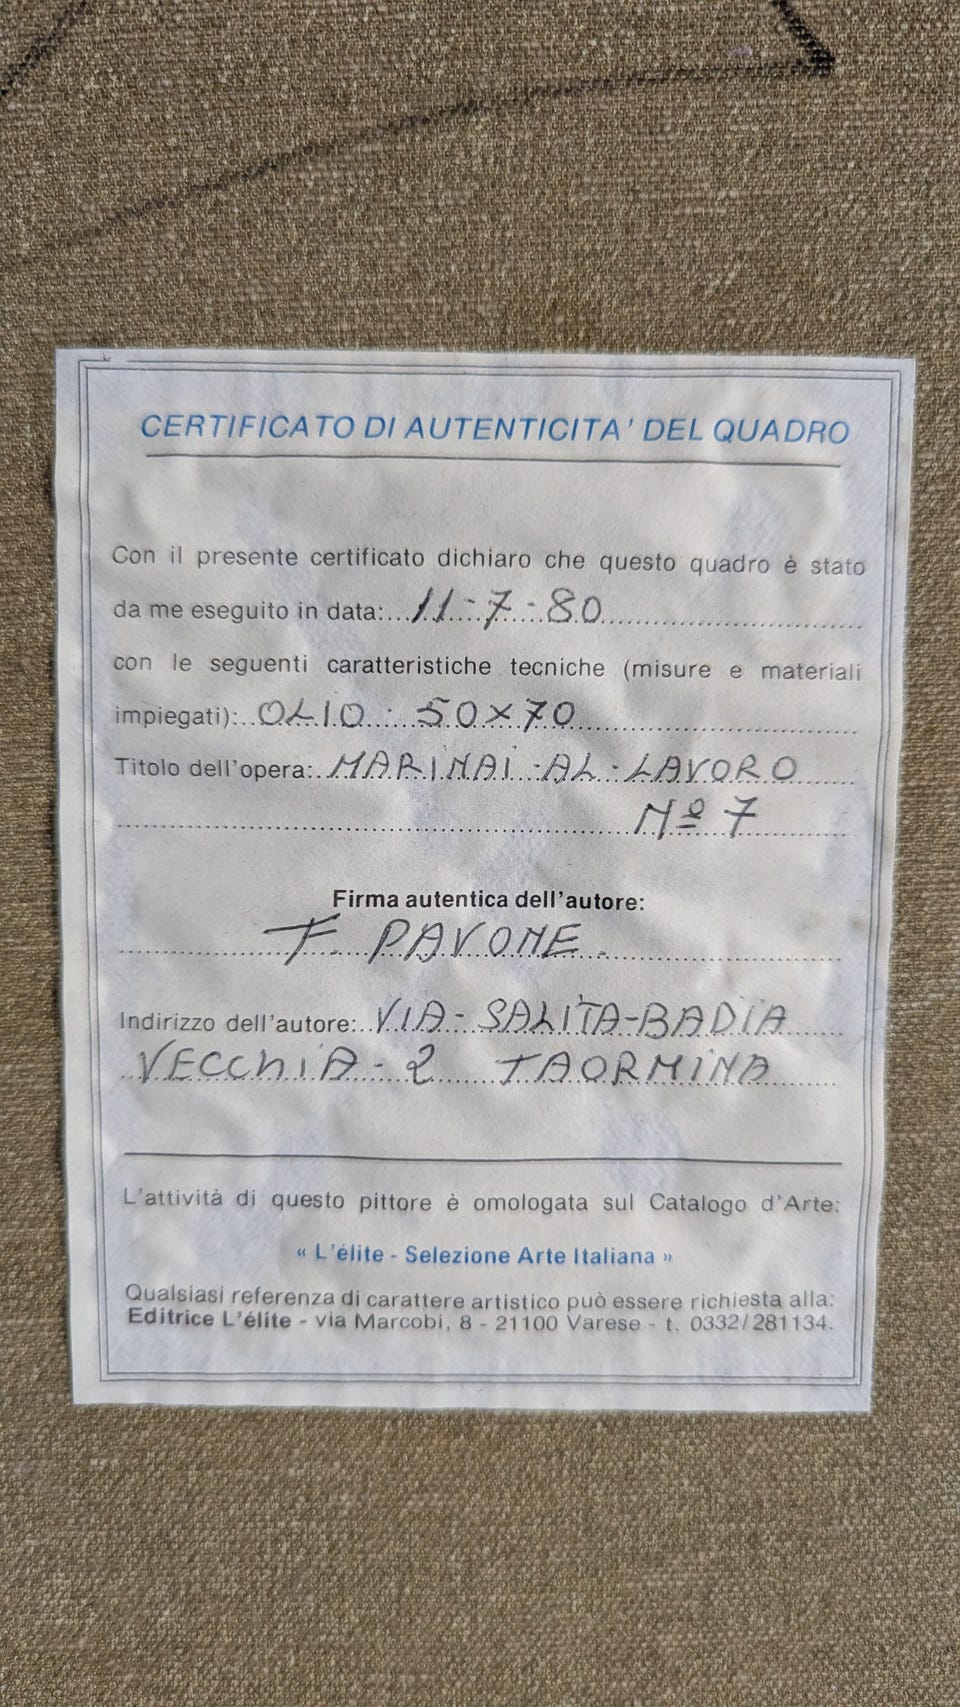 CERTIFICATO DI AUTENTICITA' DEL QUADRO
Con il presente certificato dichiaro che questo quadro è stato
da me eseguito in data: 11-7-80
con le seguenti caratteristiche tecniche (misure e materiali
impiegati): OLIO - 50x70
Titolo dell'opera: MARINAI-AL-LAVORO
Nº 7
Firma autentica dell'autore:
F. PAVONE.
Indirizzo dell'autore: VIA-SALITA-BADIA
VECCHIA-2 TAORMINA
L'attività di questo pittore è omologata sul Catalogo d'Arte:
« L'élite - Selezione Arte Italiana »
Qualsiasi referenza di carattere artistico può essere richiesta alla:
Editrice L'élite - via Marcobi, 8 - 21100 Varese - t. 0332/281134.